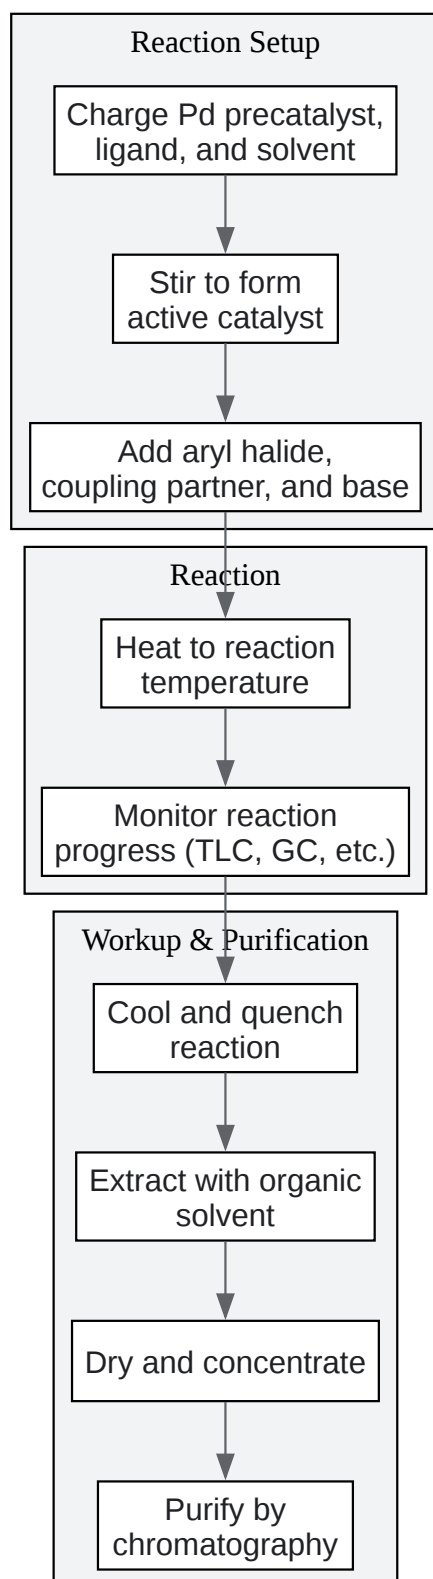 Reaction Setup
Charge Pd precatalyst,
ligand, and solvent
Stir to form
active catalyst
Add aryl halide,
coupling partner, and base
Reaction
Heat to reaction
temperature
Monitor reaction
progress (TLC, GC, etc.)
Workup & Purification
Cool and quench
reaction
Extract with organic
solvent
Dry and concentrate
Purify by
chromatography